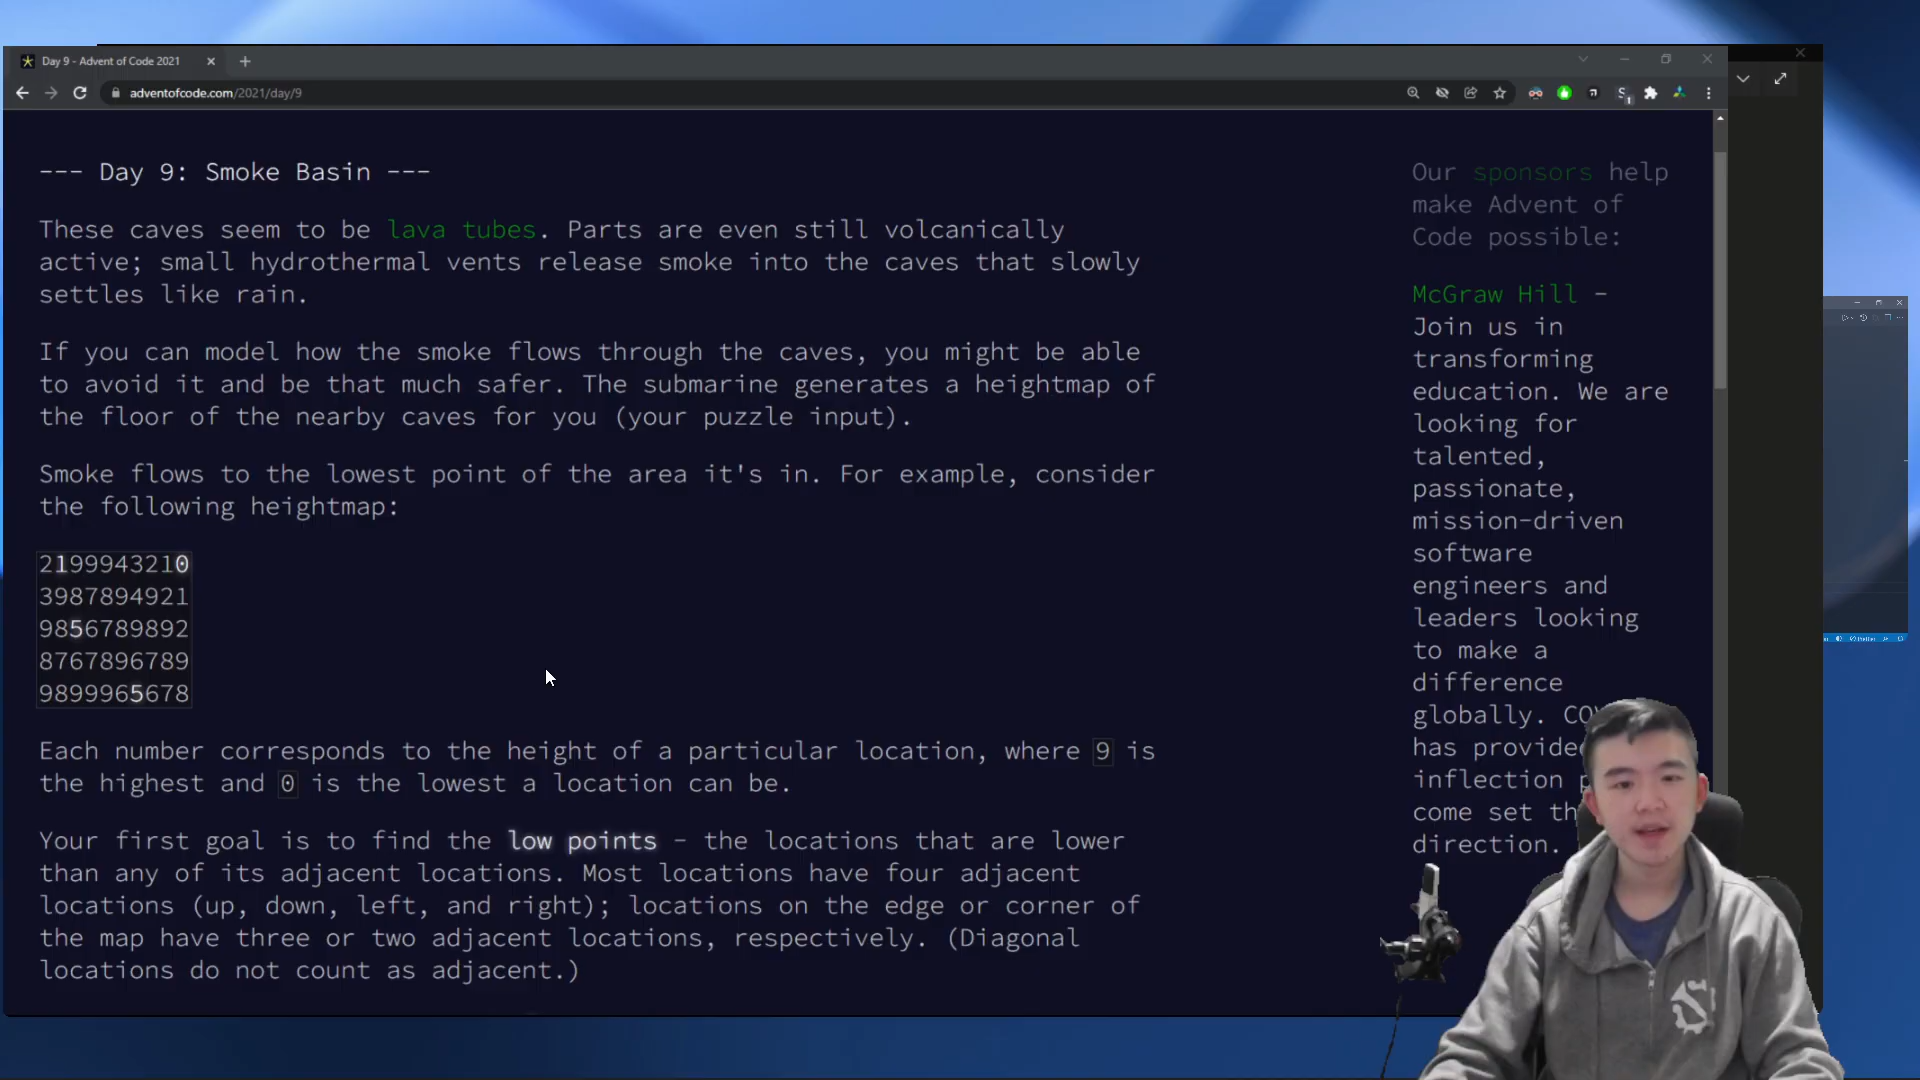 Day 9 - Advent of Code 2021
adventofcode.com/2021/day/9
--- Day 9: Smoke Basin ---
These caves seem to be lava tubes. Parts are even still volcanically
active; small hydrothermal vents release smoke into the caves that slowly
settles like rain.
If you can model how the smoke flows through the caves, you might be able
to avoid it and be that much safer. The submarine generates a heightmap of
the floor of the nearby caves for you (your puzzle input).
Smoke flows to the lowest point of the area it's in. For example, consider
the following heightmap:
2199943210
3987894921
9856789892
8767896789
9899965678
Each number corresponds to the height of a particular location, where 9 is
the highest and 0 is the lowest a location can be.
Your first goal is to find the low points - the locations that are lower
than any of its adjacent locations. Most locations have four adjacent
locations (up, down, left, and right); locations on the edge or corner of
the map have three or two adjacent locations, respectively. (Diagonal
locations do not count as adjacent.)
Our sponsors help
make Advent of
Code possible:
McGraw Hill -
Join us in
transforming
education. We are
looking for
talented,
passionate,
mission-driven
software
engineers and
leaders looking
to make a
difference
globally.
has
inflection
come set
direction.